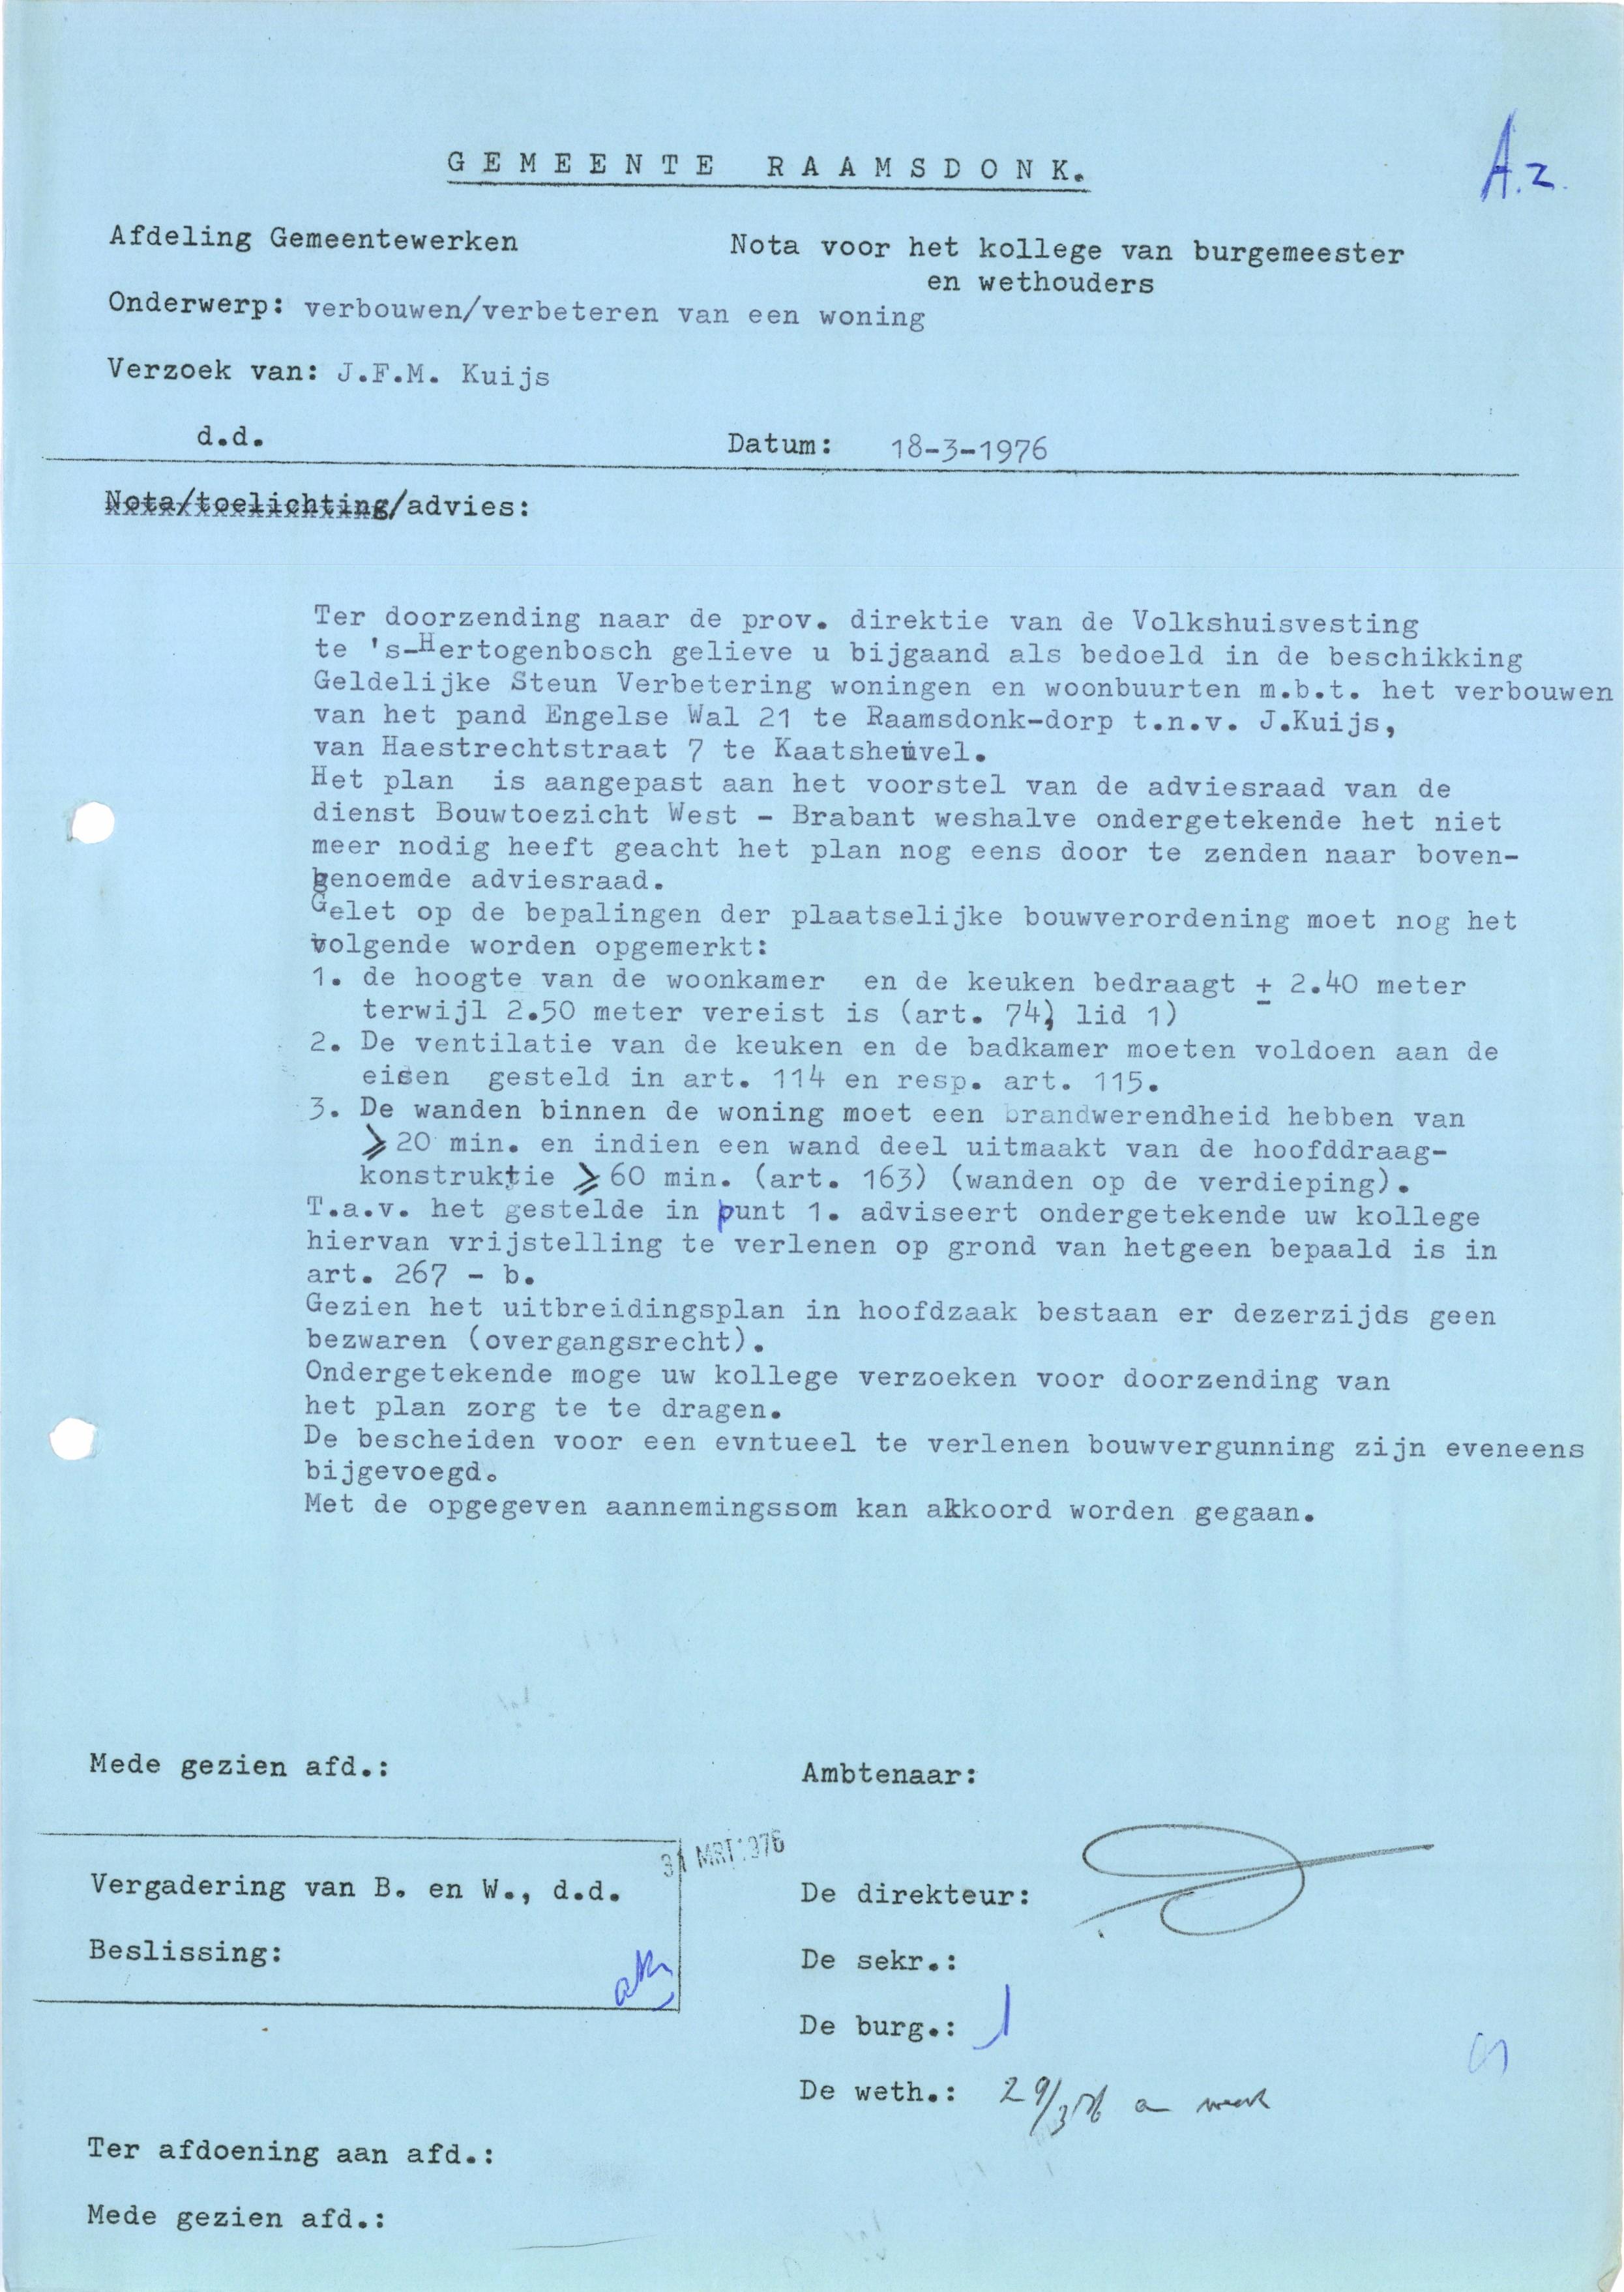 GEMEENTE RAAMSDONK.
A.z.
Afdeling Gemeentewerken
Nota voor het kollege van burgemeester
en wethouders
Onderwerp: verbouwen/verbeteren van een woning
Verzoek van: J.F.M. Kuijs
d.d.
Datum: 18-3-1976
Nota/toelichting/advies:
Ter doorzending naar de prov. direktie van de Volkshuisvesting
te 's-Hertogenbosch gelieve u bijgaand als bedoeld in de beschikking
Geldelijke Steun Verbetering woningen en woonbuurten m.b.t. het verbouwen
van het pand Engelse Wal 21 te Raamsdonk-dorp t.n.v. J.Kuijs,
van Haestrechtstraat 7 te Kaatsheuvel.
Het plan is aangepast aan het voorstel van de adviesraad van de
dienst Bouwtoezicht West - Brabant weshalve ondergetekende het niet
meer nodig heeft geacht het plan nog eens door te zenden naar boven-
genoemde adviesraad.
Gelet op de bepalingen der plaatselijke bouwverordening moet nog het
volgende worden opgemerkt:
1. de hoogte van de woonkamer en de keuken bedraagt ± 2.40 meter
terwijl 2.50 meter vereist is (art. 74, lid 1)
2. De ventilatie van de keuken en de badkamer moeten voldoen aan de
eisen gesteld in art. 114 en resp. art. 115.
3. De wanden binnen de woning moet een brandwerendheid hebben van
⩾ 20 min. en indien een wand deel uitmaakt van de hoofddraag-
konstruktie ⩾ 60 min. (art. 163) (wanden op de verdieping).
T.a.v. het gestelde in punt 1. adviseert ondergetekende uw kollege
hiervan vrijstelling te verlenen op grond van hetgeen bepaald is in
art. 267 - b.
Gezien het uitbreidingsplan in hoofdzaak bestaan er dezerzijds geen
bezwaren (overgangsrecht).
Ondergetekende moge uw kollege verzoeken voor doorzending van
het plan zorg te te dragen.
De bescheiden voor een evntueel te verlenen bouwvergunning zijn eveneens
bijgevoegd.
Met de opgegeven aannemingssom kan akkoord worden gegaan.
Mede gezien afd.:
Ambtenaar:
31 MRT 1976
Vergadering van B. en W., d.d.
De direkteur:
Beslissing:
akk
De sekr.:
De burg.:
De weth.: 29/3 76
Ter afdoening aan afd.:
Mede gezien afd.: